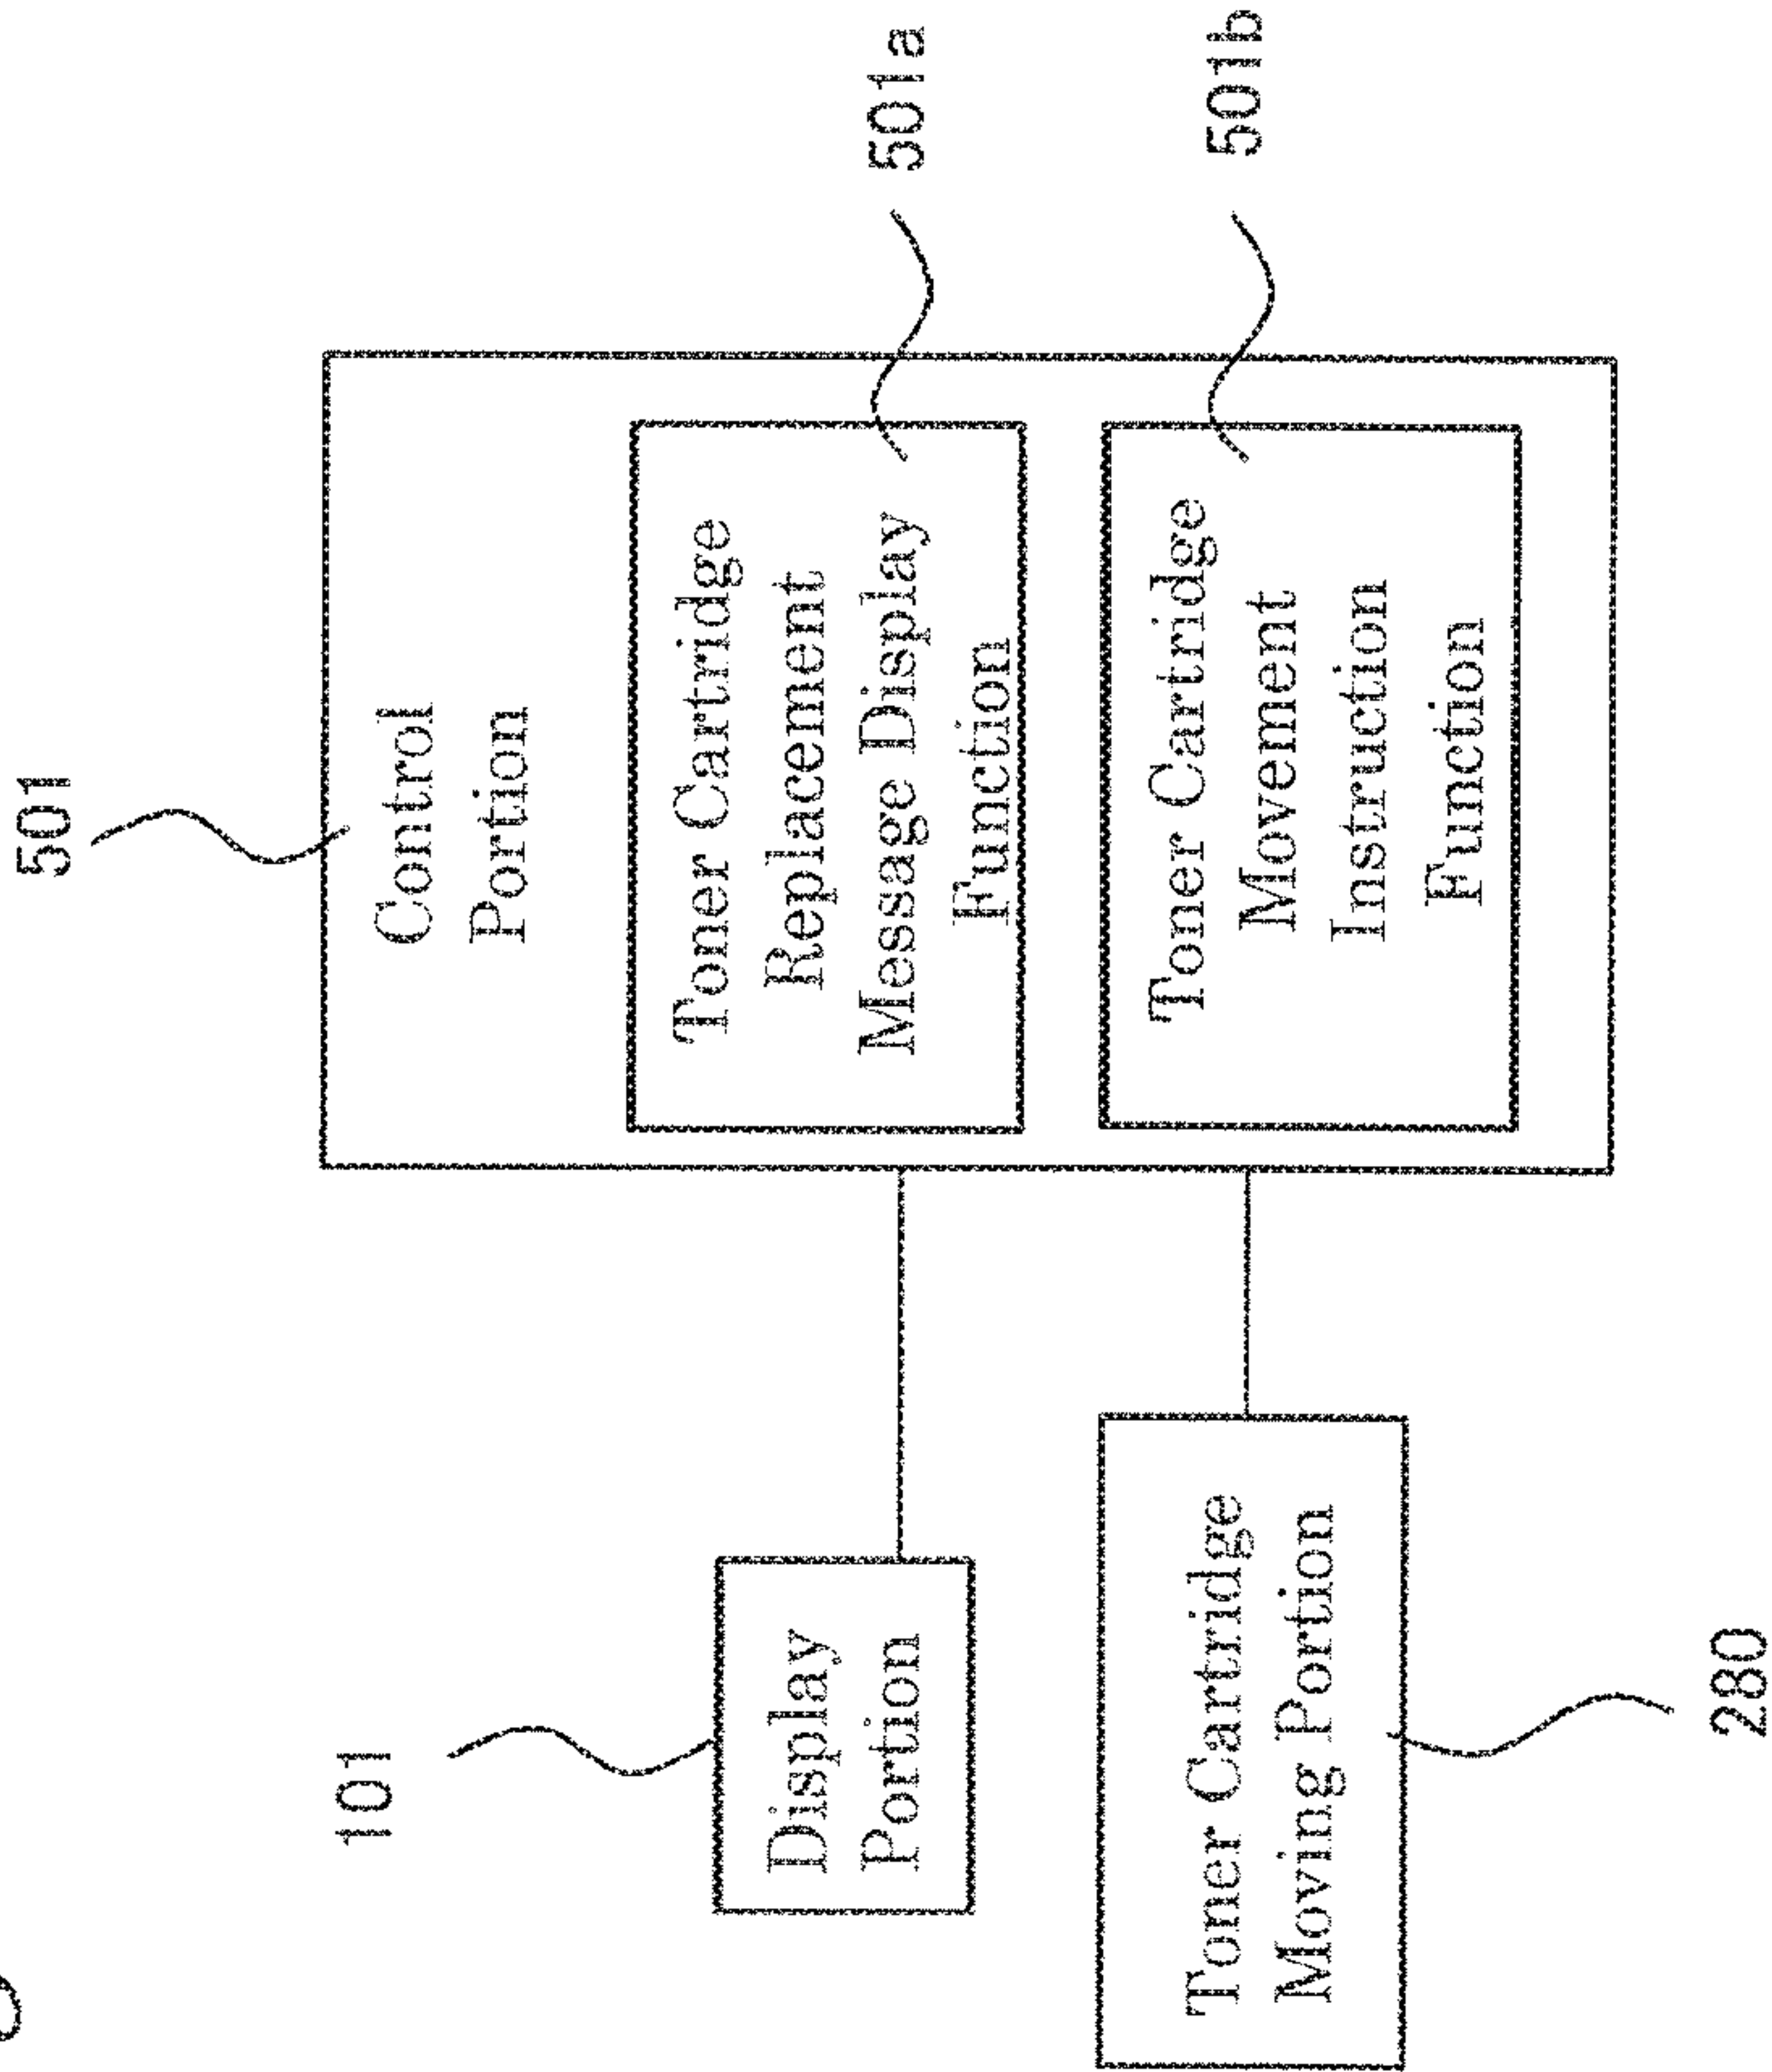 501
Control
Portion
101
Display
Portion
Toner Cartridge
Replacement
Message Display
Function
501a
Toner Cartridge
Moving Portion
280
Toner Cartridge
Movement
Instruction
Function
501b